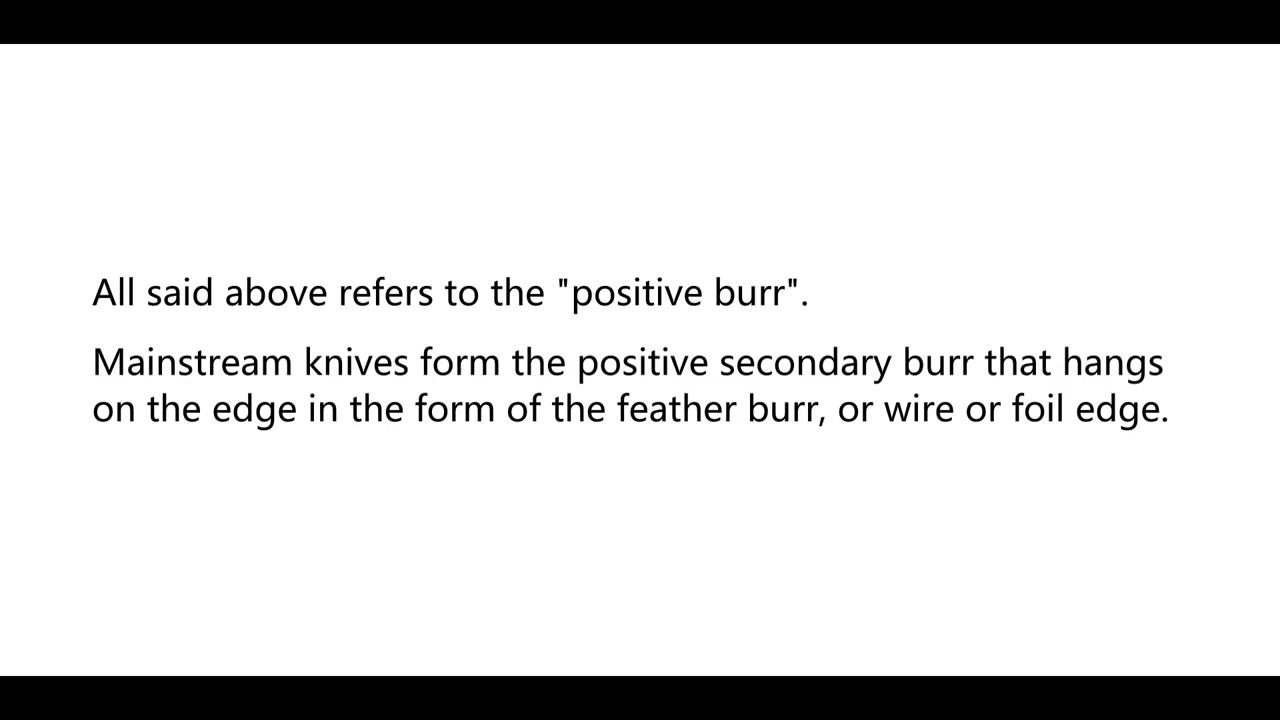 All said above refers to the "positive burr".
Mainstream knives form the positive secondary burr that hangs
on the edge in the form of the feather burr, or wire or foil edge.